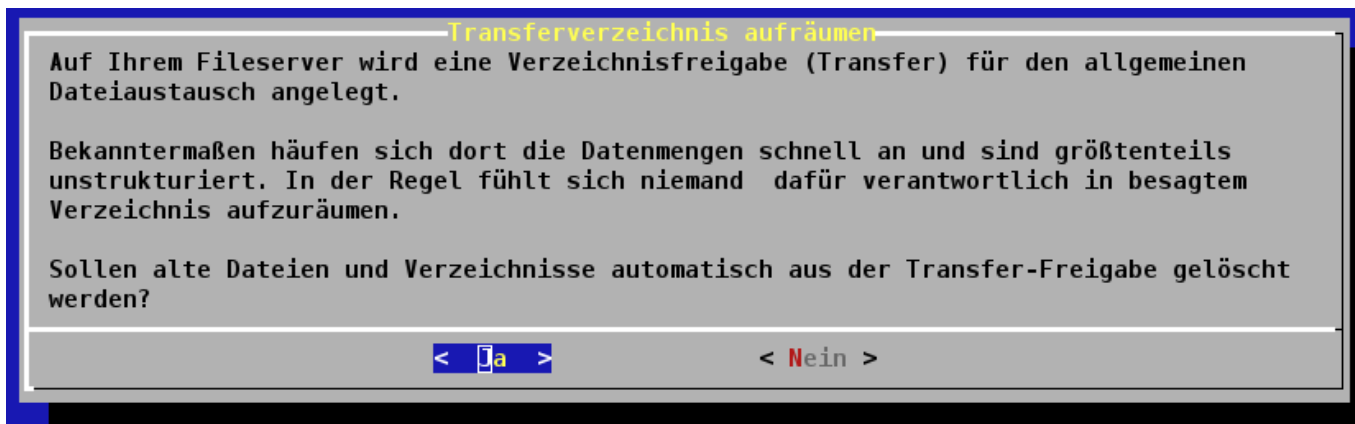 Transferverzeichnis aufräumen
Auf Ihrem Fileserver wird eine Verzeichnisfreigabe (Transfer) für den allgemeinen
Dateiaustausch angelegt.
Bekanntermaßen häufen sich dort die Datenmengen schnell an und sind größtenteils
unstrukturiert. In der Regel fühlt sich niemand  dafür verantwortlich in besagtem
Verzeichnis aufzuräumen.
Sollen alte Dateien und Verzeichnisse automatisch aus der Transfer-Freigabe gelöscht
werden?
<  Ja  > < Nein >